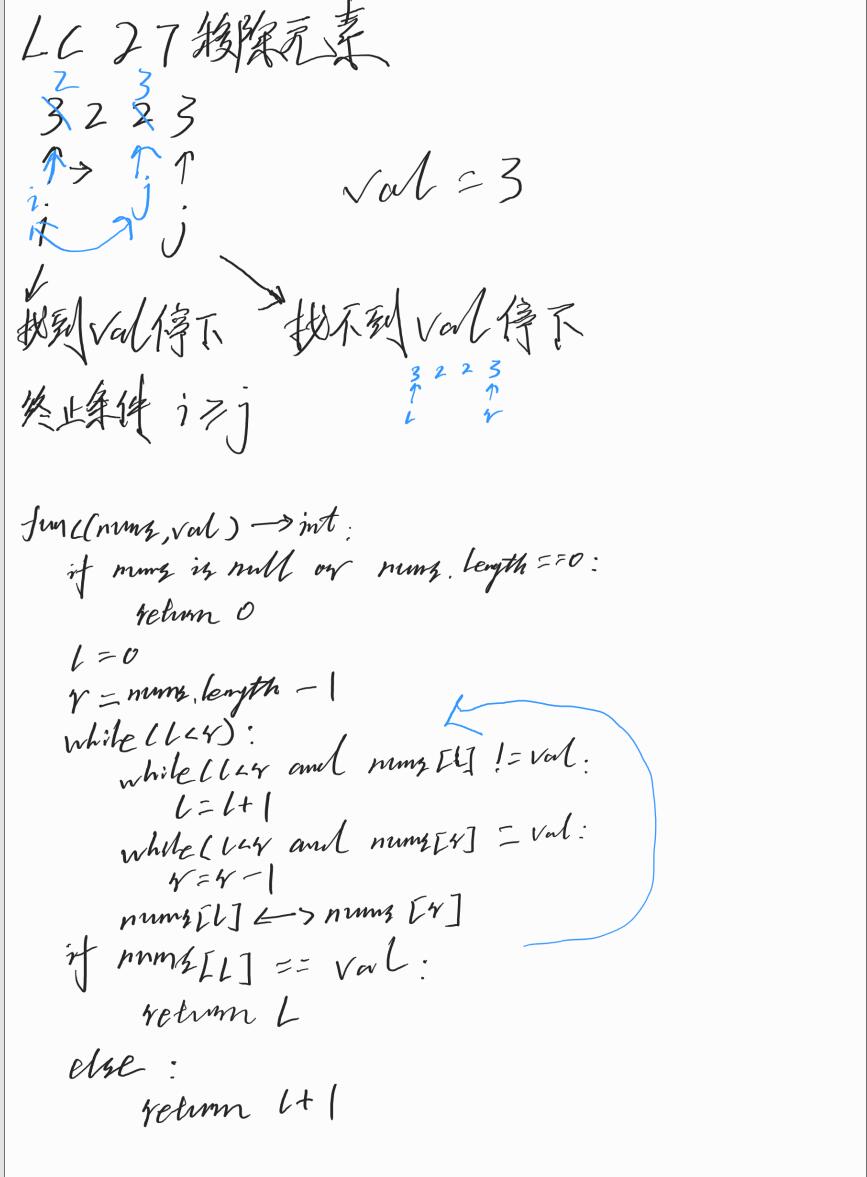 LC 27 移除元素
2 3
3 2 2 3
val = 3
i j
i j
找到val停下 找不到val停下
3 2 2 3
l r
终止条件 i ≥ j
func(nums,val) → int:
if nums is null or nums.length ==0:
return 0
l = 0
r = nums.length - 1
while(l<r):
while(l<r and nums[l] != val:
l = l+1
while(l<r and nums[r] = val:
r = r-1
nums[l] <-> nums[r]
if nums[L] == val:
return L
else :
return l+1